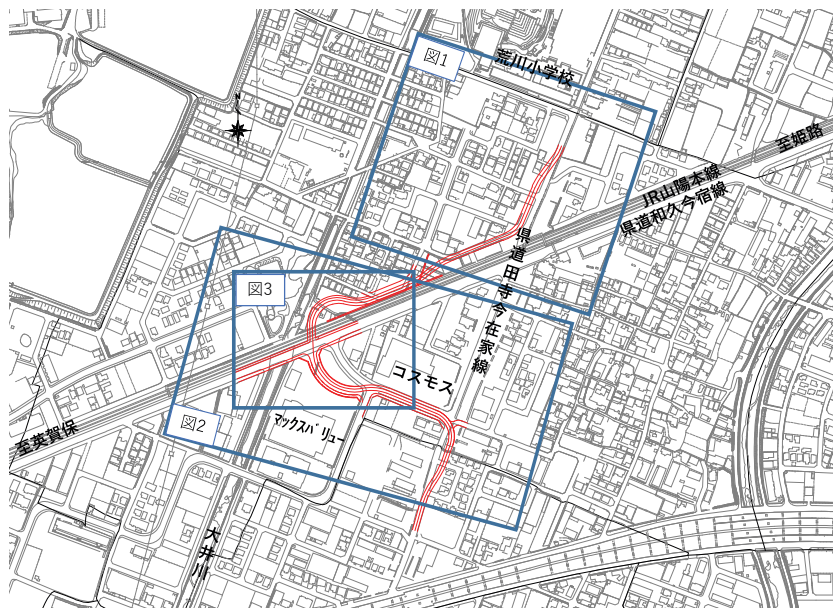 図1
荒川小学校
N
至姫路
JR山陽本線
県道和久今宿線
県道田寺今在家線
図3
コスモス
図2
マックスバリュー
至英賀保
大井川